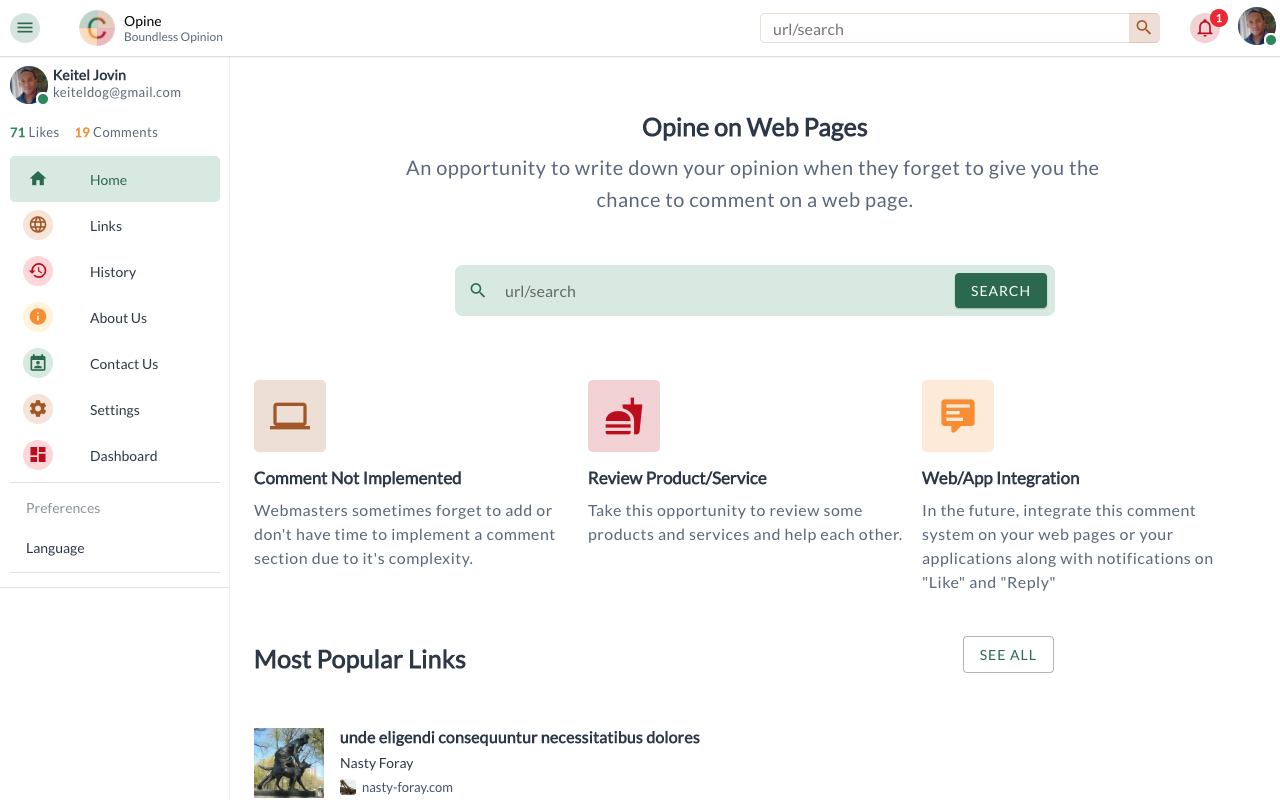 Opine
Boundless Opinion
url/search
1
Keitel Jovin
keiteldog@gmail.com
71 Likes 19 Comments
Home
Links
History
About Us
Contact Us
Settings
Dashboard
Preferences
Language
Opine on Web Pages
An opportunity to write down your opinion when they forget to give you the
chance to comment on a web page.
url/search
SEARCH
Comment Not Implemented
Webmasters sometimes forget to add or
don't have time to implement a comment
section due to it's complexity.
Review Product/Service
Take this opportunity to review some
products and services and help each other.
Web/App Integration
In the future, integrate this comment
system on your web pages or your
applications along with notifications on
"Like" and "Reply"
Most Popular Links
SEE ALL
unde eligendi consequuntur necessitatibus dolores
Nasty Foray
nasty-foray.com